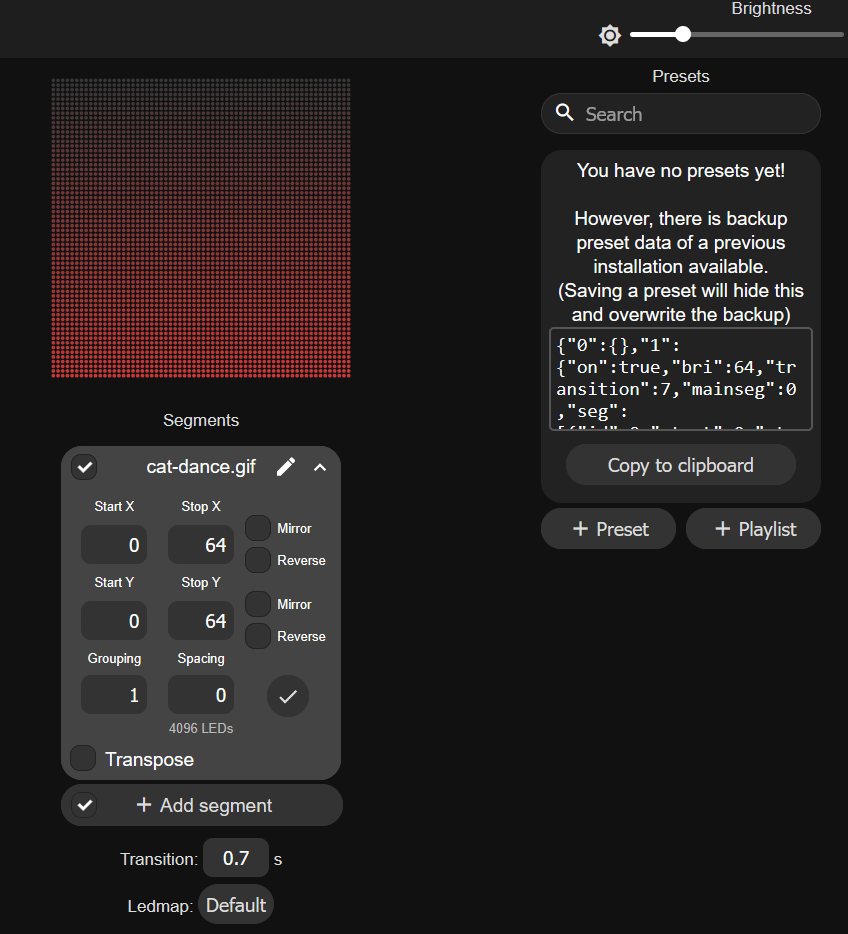 Brightness
Presets
Search
You have no presets yet!
However, there is backup
preset data of a previous
installation available.
(Saving a preset will hide this
and overwrite the backup)
{"0":{},"1":
{"on":true,"bri":64,"tr
ansition":7,"mainseg":0
,"seg":
Copy to clipboard
+ Preset
+ Playlist
Segments
cat-dance.gif
Start X
Stop X
0
64
Mirror
Reverse
Start Y
Stop Y
0
64
Mirror
Reverse
Grouping
Spacing
1
0
4096 LEDs
Transpose
+ Add segment
Transition: 0.7 s
Ledmap: Default